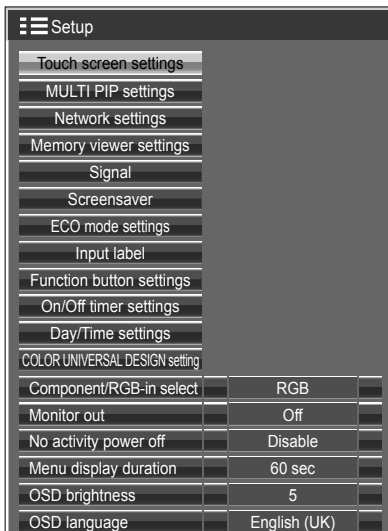 Setup
Touch screen settings
MULTI PIP settings
Network settings
Memory viewer settings
Signal
Screensaver
ECO mode settings
Input label
Function button settings
On/Off timer settings
Day/Time settings
COLOR UNIVERSAL DESIGN setting
Component/RGB-in select RGB
Monitor out Off
No activity power off Disable
Menu display duration 60 sec
OSD brightness 5
OSD language English (UK)